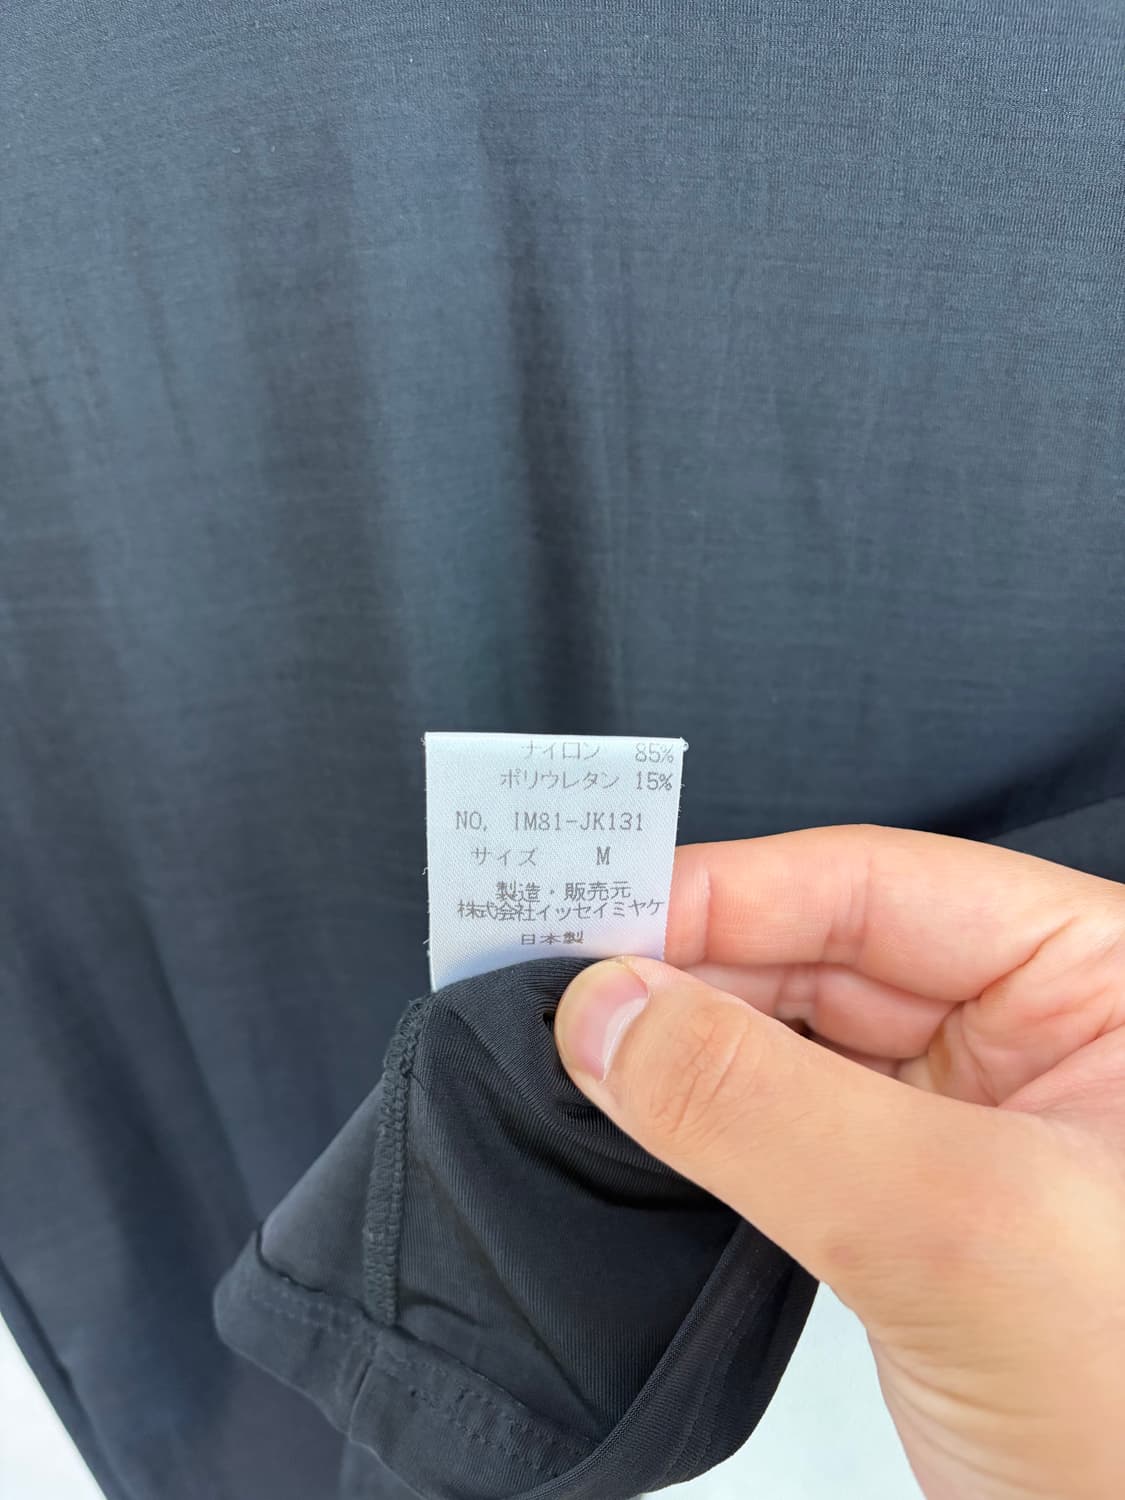 ナイロン 85%
ポリウレタン 15%
NO. IM81-JK131
サイズ M
製造・販売元
株式会社イッセイミヤケ
日本製